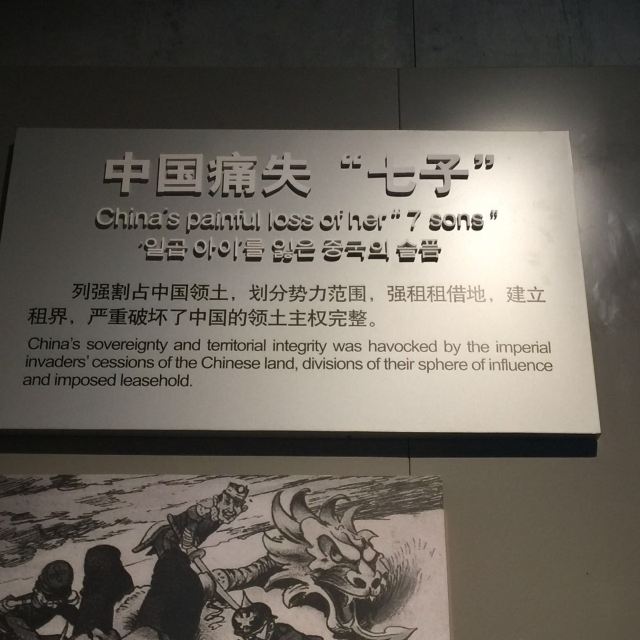 中国痛失“七子”
China's painful loss of her " 7 sons "
'일곱 아이'를 잃은 중국의 슬픔
列强割占中国领土，划分势力范围，强租租借地，建立
租界，严重破坏了中国的领土主权完整。
China's sovereignty and territorial integrity was havocked by the imperial
invaders' cessions of the Chinese land, divisions of their sphere of influence
and imposed leasehold.